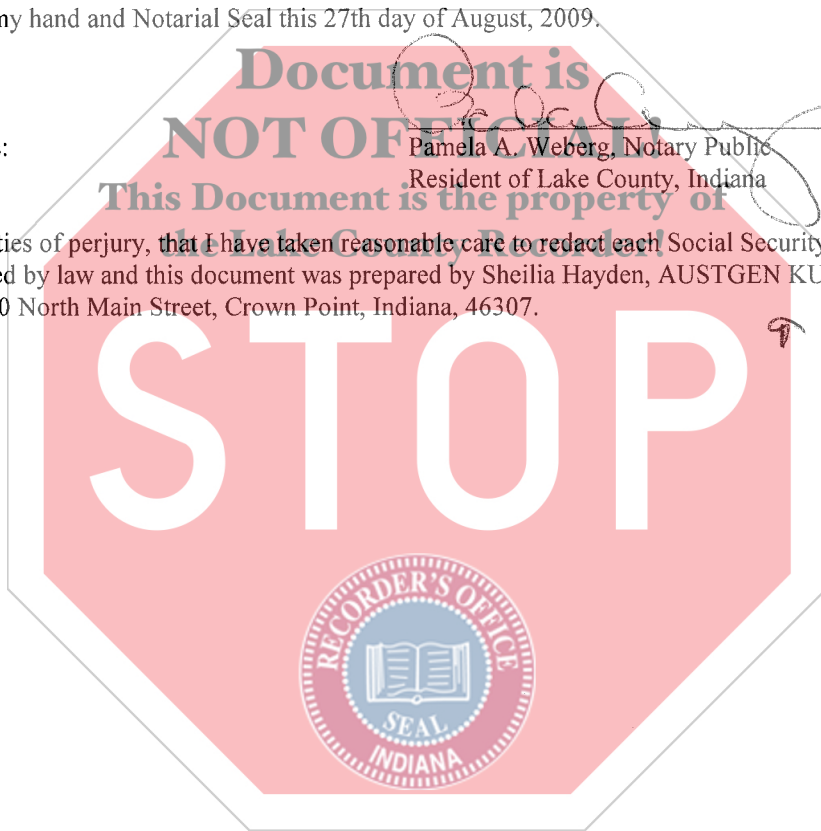 my hand and Notarial Seal this 27th day of August, 2009.
Document is
NOT OFFICIAL!
s:
Pamela A. Weberg, Notary Public
Resident of Lake County, Indiana
This Document is the property of
the Lake County Recorder!
ties of perjury, that I have taken reasonable care to redact each Social Security
ed by law and this document was prepared by Sheilia Hayden, AUSTGEN KU
0 North Main Street, Crown Point, Indiana, 46307.
STOP
RECORDER'S OFFICE
SEAL
INDIANA